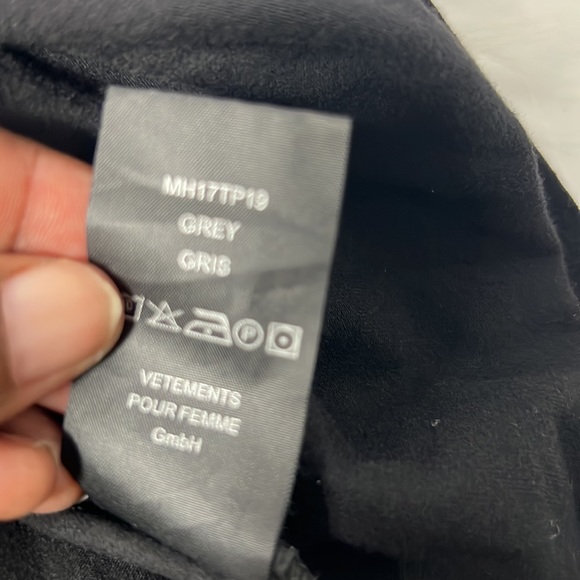 MH17TP19
GREY
GRIS
P
VETEMENTS
POUR FEMME
GmbH